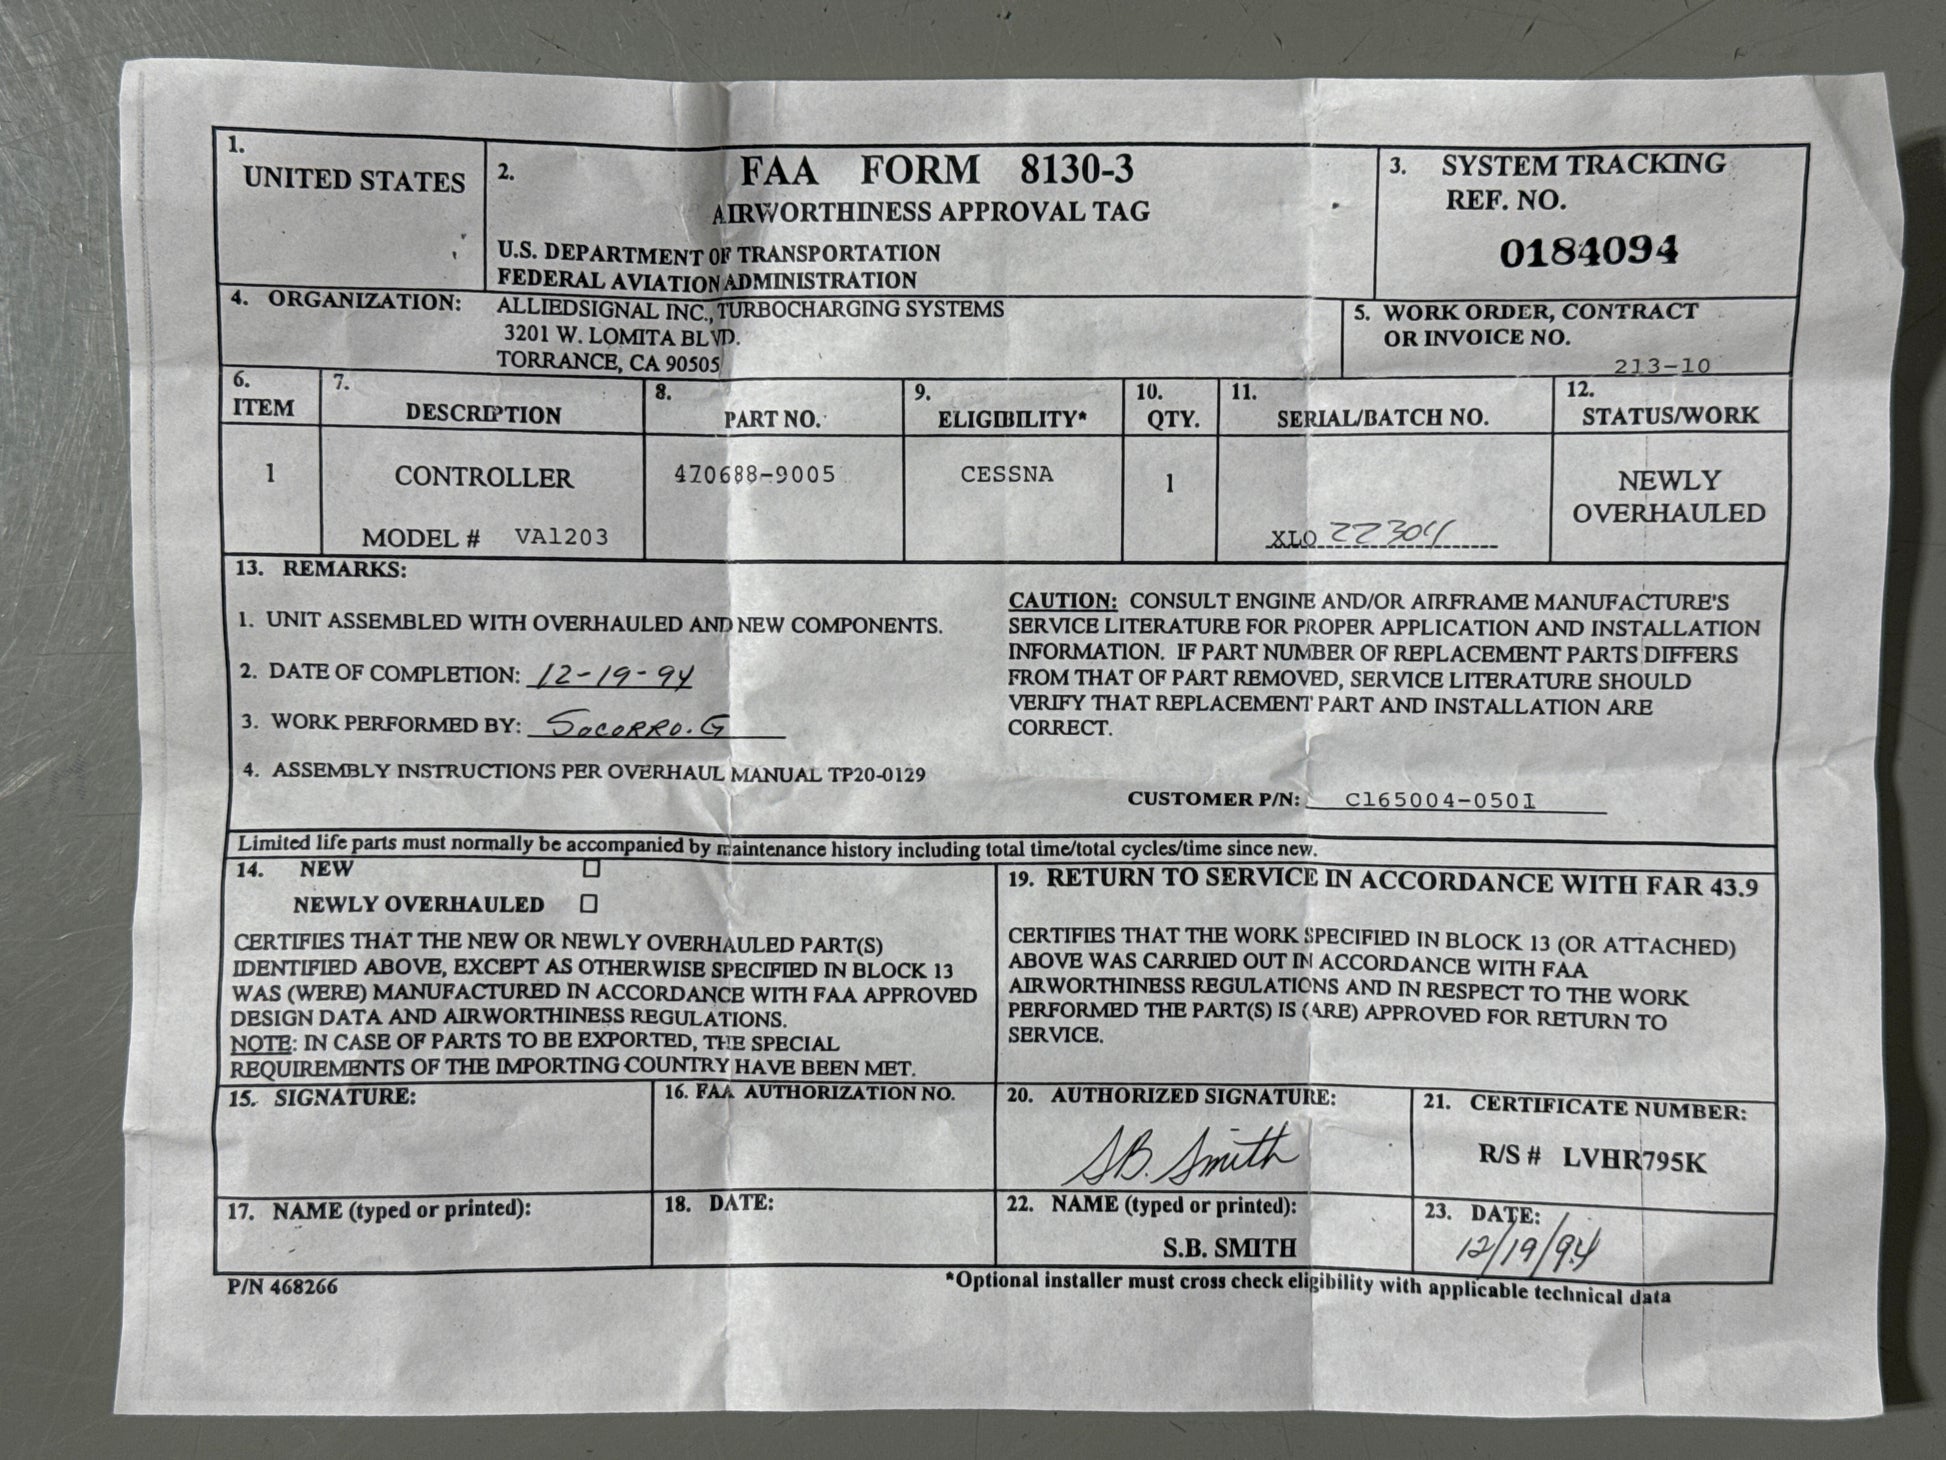 1.
UNITED STATES
2.
FAA FORM 8130-3
AIRWORTHINESS APPROVAL TAG
U.S. DEPARTMENT OF TRANSPORTATION
FEDERAL AVIATION ADMINISTRATION
3. SYSTEM TRACKING
REF. NO.
0184094
4. ORGANIZATION: ALLIEDSIGNAL INC., TURBOCHARGING SYSTEMS
3201 W. LOMITA BLVD.
TORRANCE, CA 90505
5. WORK ORDER, CONTRACT
OR INVOICE NO.
213-10
6.
ITEM
7.
DESCRIPTION
8.
PART NO.
9.
ELIGIBILITY*
10.
QTY.
11.
SERIAL/BATCH NO.
12.
STATUS/WORK
1
CONTROLLER
MODEL # VA1203
470688-9005
CESSNA
1
XLO 22304
NEWLY
OVERHAULED
13. REMARKS:
1. UNIT ASSEMBLED WITH OVERHAULED AND NEW COMPONENTS.
2. DATE OF COMPLETION: 12-19-94
3. WORK PERFORMED BY: SOCORRO.G
4. ASSEMBLY INSTRUCTIONS PER OVERHAUL MANUAL TP20-0129
CAUTION: CONSULT ENGINE AND/OR AIRFRAME MANUFACTURE'S
SERVICE LITERATURE FOR PROPER APPLICATION AND INSTALLATION
INFORMATION. IF PART NUMBER OF REPLACEMENT PARTS DIFFERS
FROM THAT OF PART REMOVED, SERVICE LITERATURE SHOULD
VERIFY THAT REPLACEMENT PART AND INSTALLATION ARE
CORRECT.
CUSTOMER P/N: C165004-0501
Limited life parts must normally be accompanied by maintenance history including total time/total cycles/time since new.
14. NEW
NEWLY OVERHAULED
CERTIFIES THAT THE NEW OR NEWLY OVERHAULED PART(S)
IDENTIFIED ABOVE, EXCEPT AS OTHERWISE SPECIFIED IN BLOCK 13
WAS (WERE) MANUFACTURED IN ACCORDANCE WITH FAA APPROVED
DESIGN DATA AND AIRWORTHINESS REGULATIONS.
NOTE: IN CASE OF PARTS TO BE EXPORTED, THE SPECIAL
REQUIREMENTS OF THE IMPORTING COUNTRY HAVE BEEN MET.
19. RETURN TO SERVICE IN ACCORDANCE WITH FAR 43.9
CERTIFIES THAT THE WORK SPECIFIED IN BLOCK 13 (OR ATTACHED)
ABOVE WAS CARRIED OUT IN ACCORDANCE WITH FAA
AIRWORTHINESS REGULATIONS AND IN RESPECT TO THE WORK
PERFORMED THE PART(S) IS (ARE) APPROVED FOR RETURN TO
SERVICE.
15. SIGNATURE:
16. FAA AUTHORIZATION NO.
20. AUTHORIZED SIGNATURE:
SB. Smith
21. CERTIFICATE NUMBER:
R/S # LVHR795K
17. NAME (typed or printed):
18. DATE:
22. NAME (typed or printed):
S.B. SMITH
23. DATE:
12/19/94
P/N 468266
*Optional installer must cross check eligibility with applicable technical data